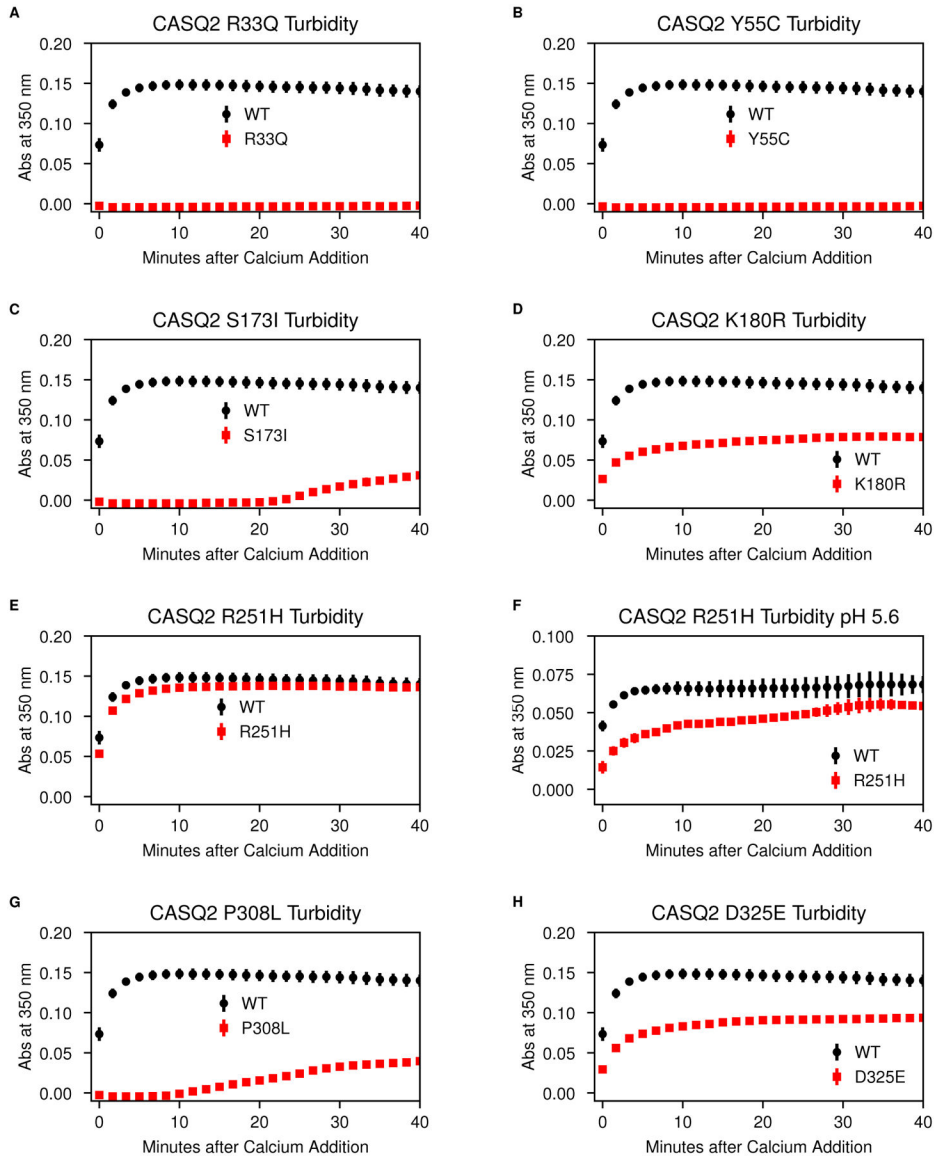 A
CASQ2 R33Q Turbidity
0.20
0.15
0.10
0.05
0.00
Abs at 350 nm
WT
R33Q
0 10 20 30 40
Minutes after Calcium Addition
B
CASQ2 Y55C Turbidity
0.20
0.15
0.10
0.05
0.00
Abs at 350 nm
WT
Y55C
0 10 20 30 40
Minutes after Calcium Addition
C
CASQ2 S173I Turbidity
0.20
0.15
0.10
0.05
0.00
Abs at 350 nm
WT
S173I
0 10 20 30 40
Minutes after Calcium Addition
D
CASQ2 K180R Turbidity
0.20
0.15
0.10
0.05
0.00
Abs at 350 nm
WT
K180R
0 10 20 30 40
Minutes after Calcium Addition
E
CASQ2 R251H Turbidity
0.20
0.15
0.10
0.05
0.00
Abs at 350 nm
WT
R251H
0 10 20 30 40
Minutes after Calcium Addition
F
CASQ2 R251H Turbidity pH 5.6
0.100
0.075
0.050
0.025
0.000
Abs at 350 nm
WT
R251H
0 10 20 30 40
Minutes after Calcium Addition
G
CASQ2 P308L Turbidity
0.20
0.15
0.10
0.05
0.00
Abs at 350 nm
WT
P308L
0 10 20 30 40
Minutes after Calcium Addition
H
CASQ2 D325E Turbidity
0.20
0.15
0.10
0.05
0.00
Abs at 350 nm
WT
D325E
0 10 20 30 40
Minutes after Calcium Addition